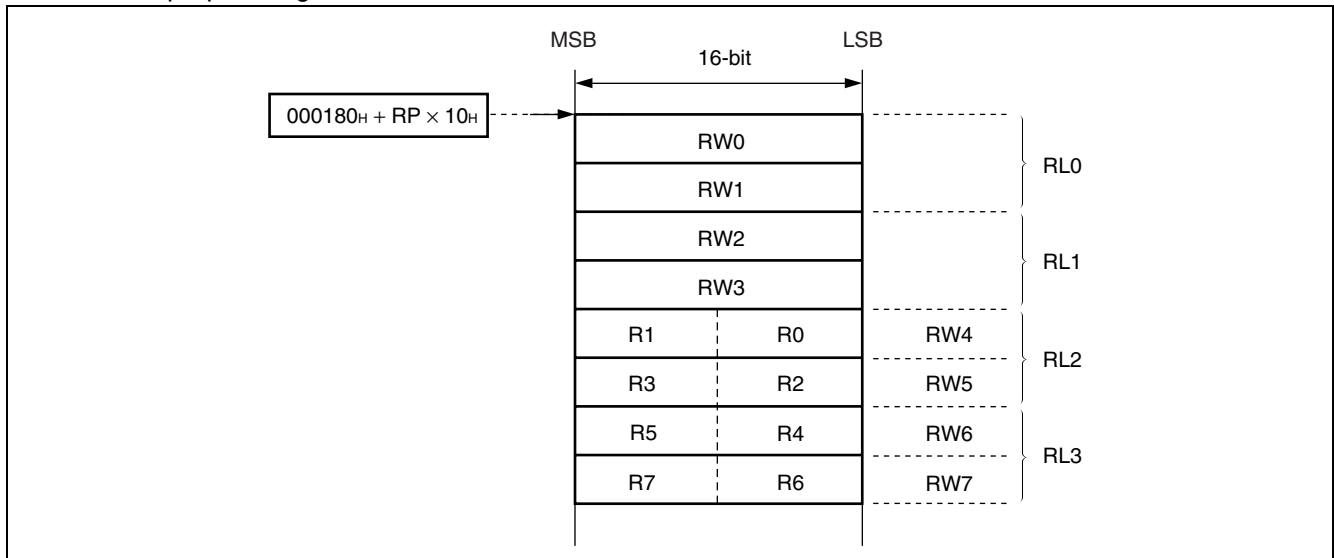 MSB LSB
16-bit
000180H + RP × 10H
RW0
RL0
RW1
RW2
RL1
RW3
R1 R0 RW4
RL2
R3 R2 RW5
R5 R4 RW6
RL3
R7 R6 RW7